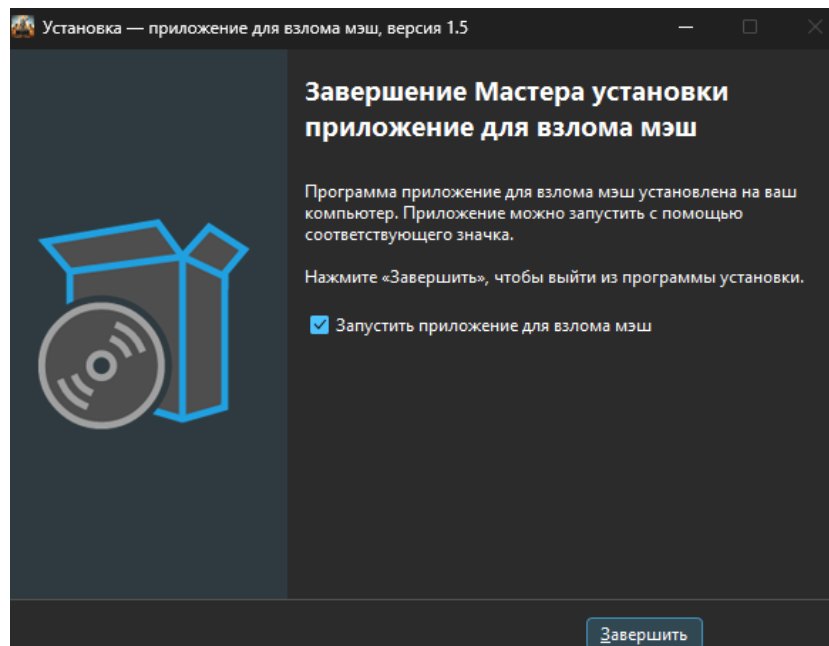 Установка — приложение для взлома мэш, версия 1.5
Завершение Мастера установки
приложение для взлома мэш
Программа приложение для взлома мэш установлена на ваш
компьютер. Приложение можно запустить с помощью
соответствующего значка.
Нажмите «Завершить», чтобы выйти из программы установки.
Запустить приложение для взлома мэш
Завершить